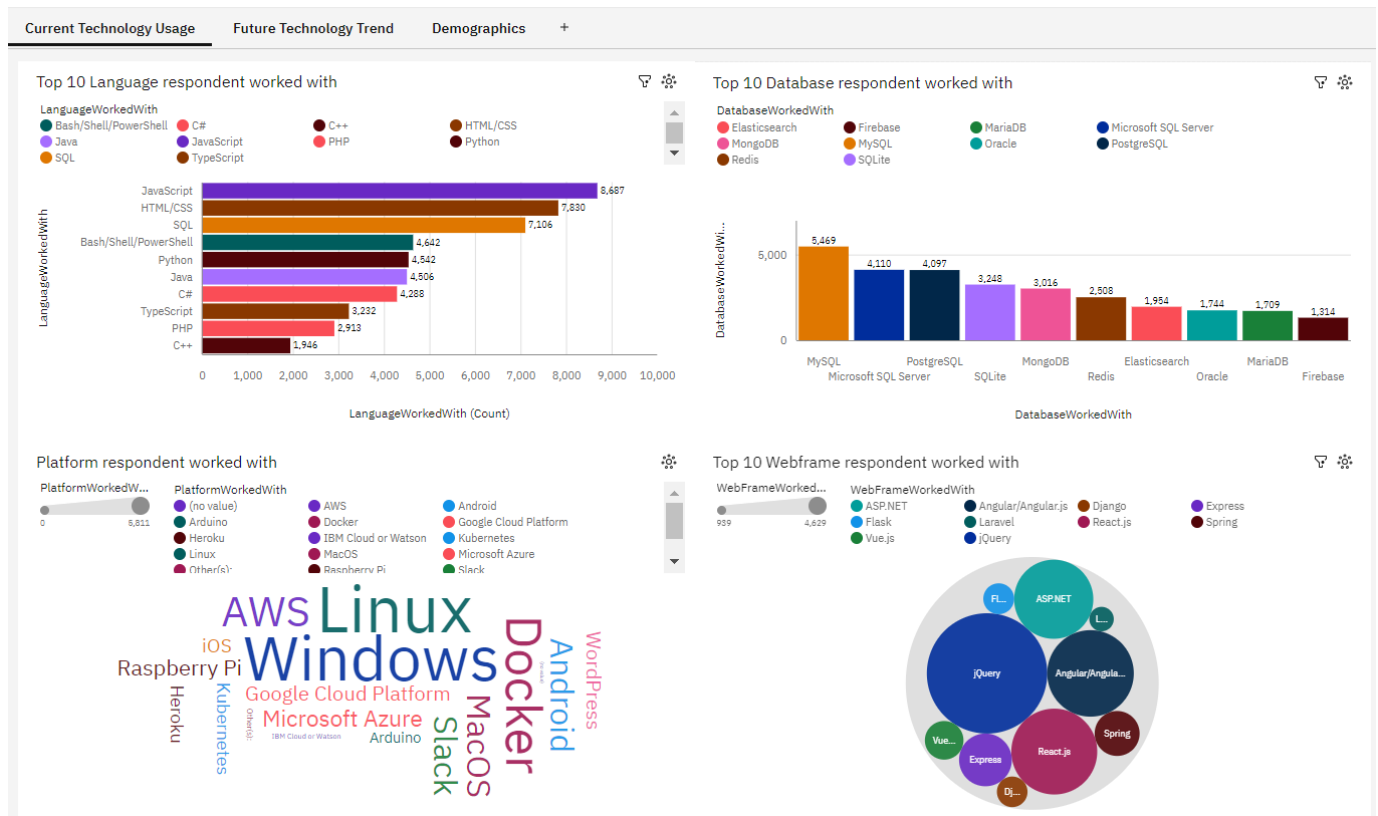 Current Technology Usage Future Technology Trend Demographics +
Top 10 Language respondent worked with
LanguageWorkedWith
Bash/Shell/PowerShell C# C++ HTML/CSS
Java JavaScript PHP Python
SQL TypeScript
LanguageWorkedWith
JavaScript 8,687
HTML/CSS 7,830
SQL 7,106
Bash/Shell/PowerShell 4,642
Python 4,542
Java 4,506
C# 4,288
TypeScript 3,232
PHP 2,913
C++ 1,946
0 1,000 2,000 3,000 4,000 5,000 6,000 7,000 8,000 9,000 10,000
LanguageWorkedWith (Count)
Top 10 Database respondent worked with
DatabaseWorkedWith
Elasticsearch Firebase MariaDB Microsoft SQL Server
MongoDB MySQL Oracle PostgreSQL
Redis SQLite
DatabaseWorkedWi...
5,000
0
5,469 4,110 4,097 3,248 3,016 2,508 1,954 1,744 1,709 1,314
MySQL PostgreSQL MongoDB Elasticsearch MariaDB
Microsoft SQL Server SQLite Redis Oracle Firebase
DatabaseWorkedWith
Platform respondent worked with
PlatformWorkedW...
0 5,811
PlatformWorkedWith
(no value) AWS Android
Arduino Docker Google Cloud Platform
Heroku IBM Cloud or Watson Kubernetes
Linux MacOS Microsoft Azure
Other(s): Raspberry Pi Slack
AWS
Linux
iOS
Windows
Docker
Android
WordPress
Raspberry Pi
Heroku
Kubernetes
Google Cloud Platform
Other(s):
Microsoft Azure
IBM Cloud or Watson
Arduino
Slack
MacOS
Top 10 Webframe respondent worked with
WebFrameWorked...
939 4,629
WebFrameWorkedWith
ASP.NET Angular/Angular.js Django Express
Flask Laravel React.js Spring
Vue.js jQuery
Fl...
ASP.NET
L...
jQuery
Angular/Angula...
Vue...
Express
React.js
Spring
Dj...